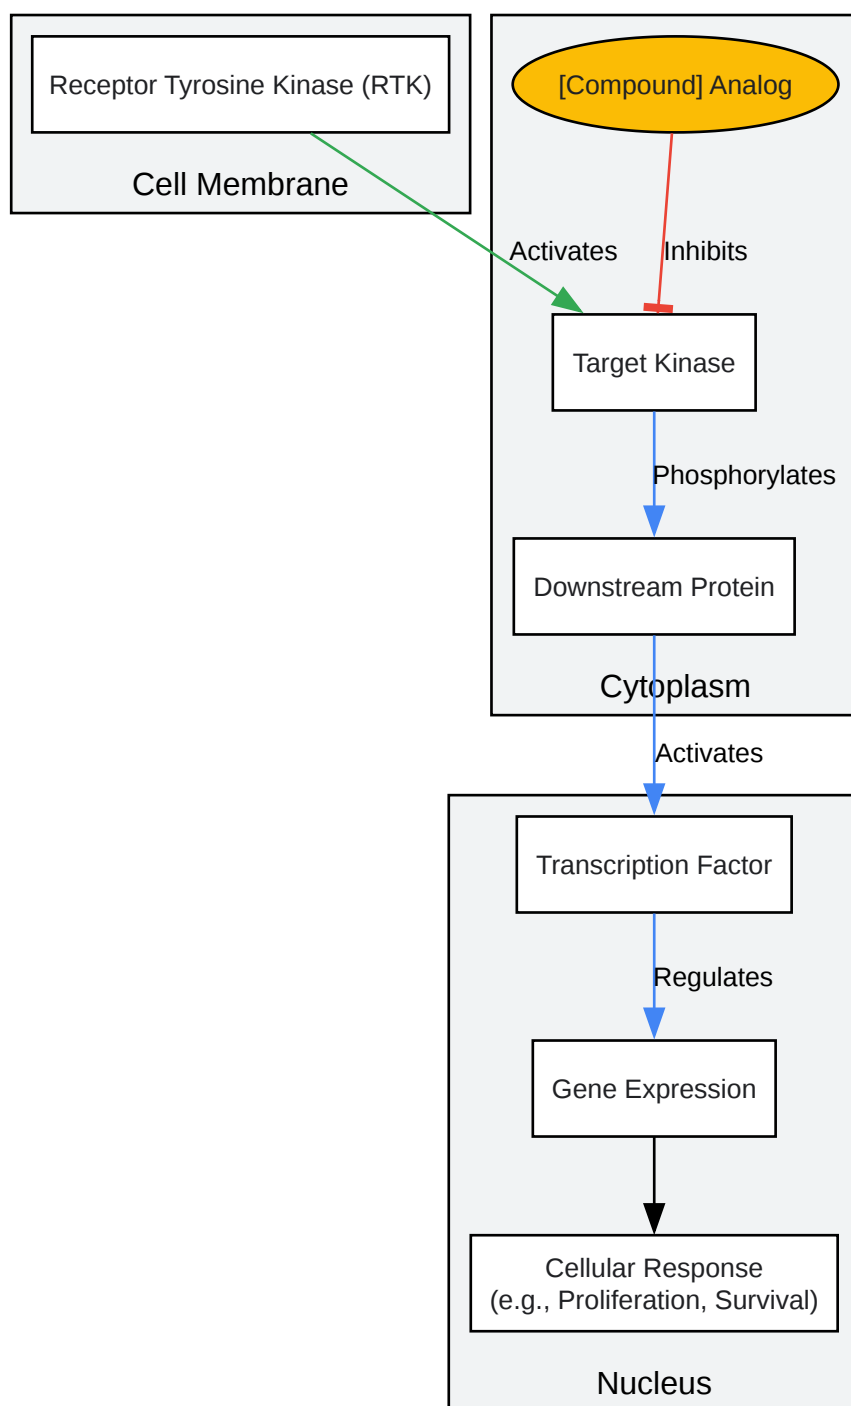 Receptor Tyrosine Kinase (RTK)
[Compound] Analog
Cell Membrane
Activates
Inhibits
Target Kinase
Phosphorylates
Downstream Protein
Cytoplasm
Activates
Transcription Factor
Regulates
Gene Expression
Cellular Response
(e.g., Proliferation, Survival)
Nucleus